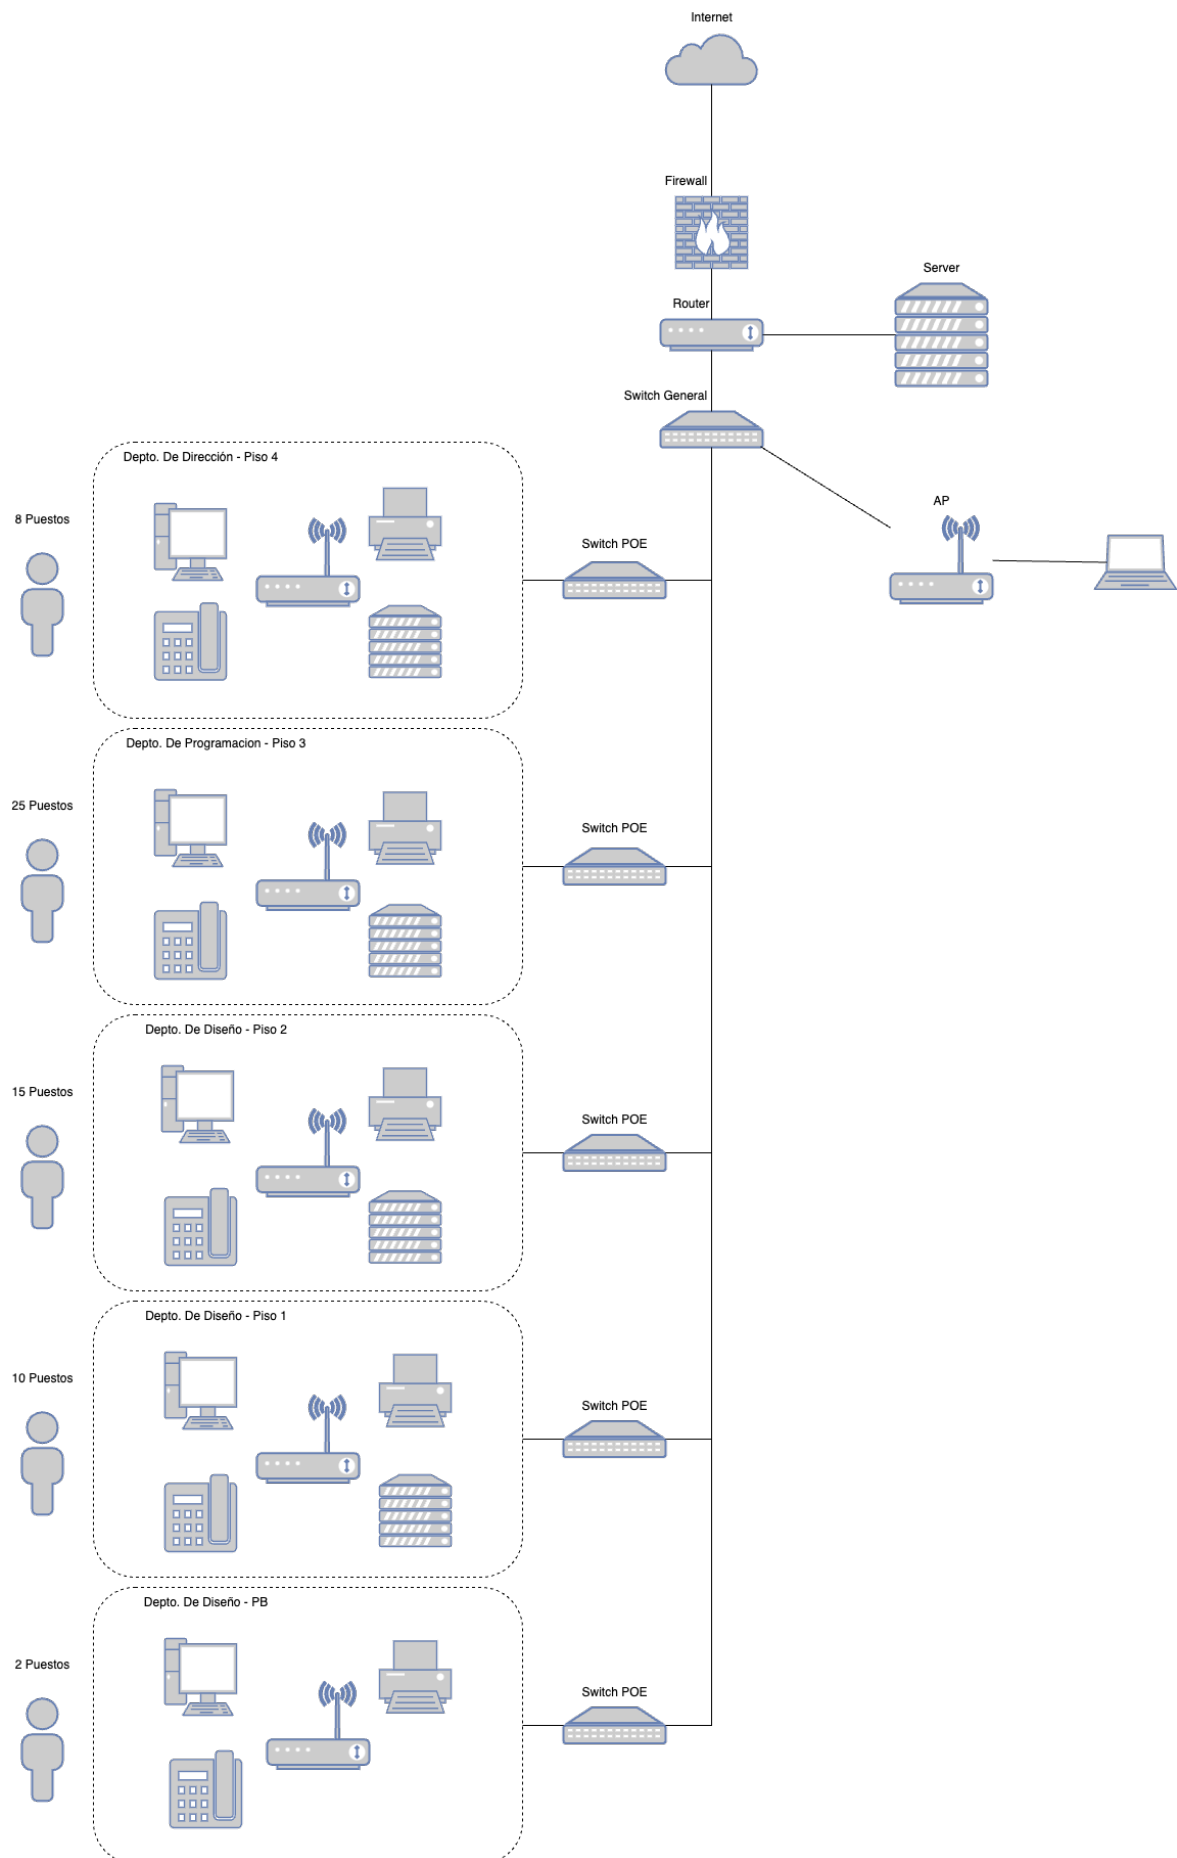 Internet
Firewall
Server
Router
Switch General
Depto. De Dirección - Piso 4
AP
8 Puestos
Switch POE
Depto. De Programacion - Piso 3
25 Puestos
Switch POE
Depto. De Diseño - Piso 2
15 Puestos
Switch POE
Depto. De Diseño - Piso 1
10 Puestos
Switch POE
Depto. De Diseño - PB
2 Puestos
Switch POE